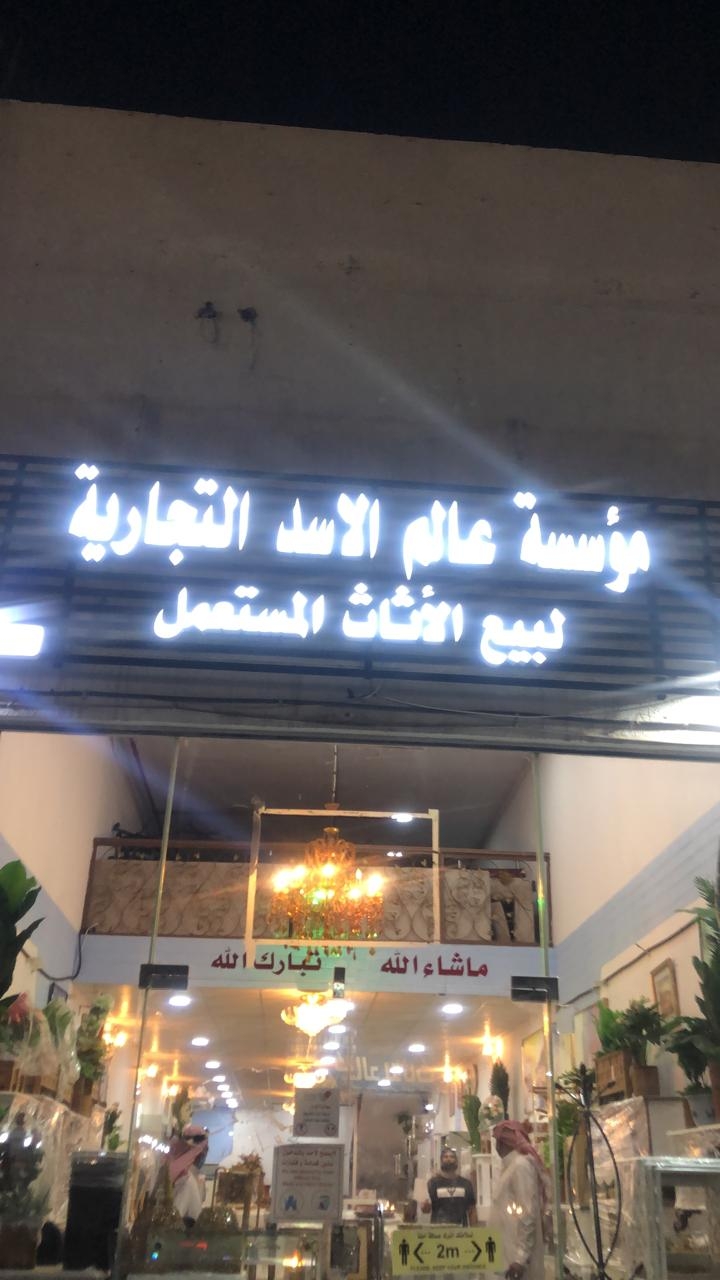 مؤسسة عالم الاسد التجارية
لبيع الأثاث المستعمل
ماشاء الله تبارك الله
2m